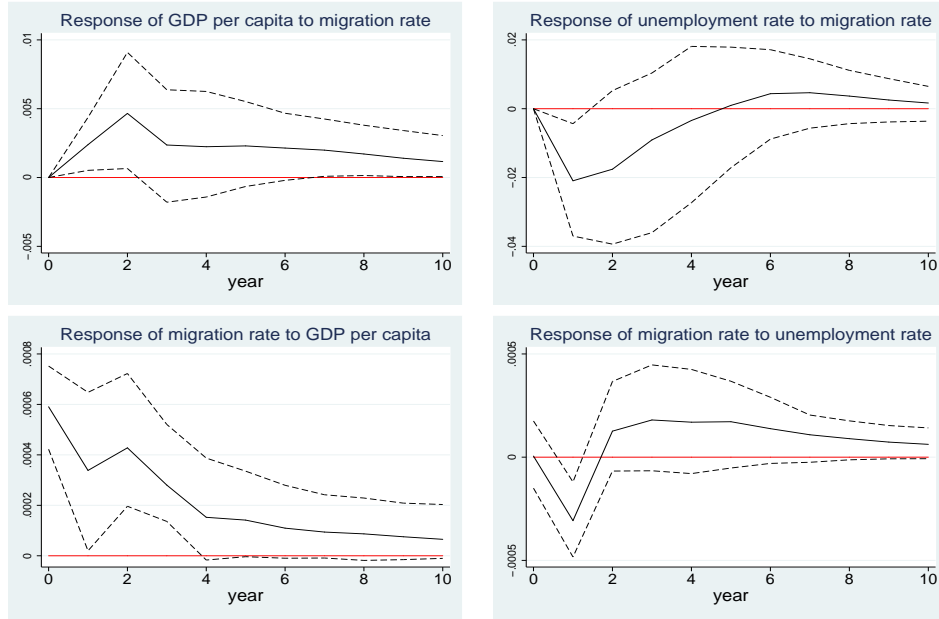 Response of GDP per capita to migration rate
.01
.005
0
-.005
0 2 4 6 8 10
year
Response of unemployment rate to migration rate
.02
0
-.02
-.04
0 2 4 6 8 10
year
Response of migration rate to GDP per capita
.0008
.0006
.0004
.0002
0
0 2 4 6 8 10
year
Response of migration rate to unemployment rate
.0005
0
-.0005
0 2 4 6 8 10
year